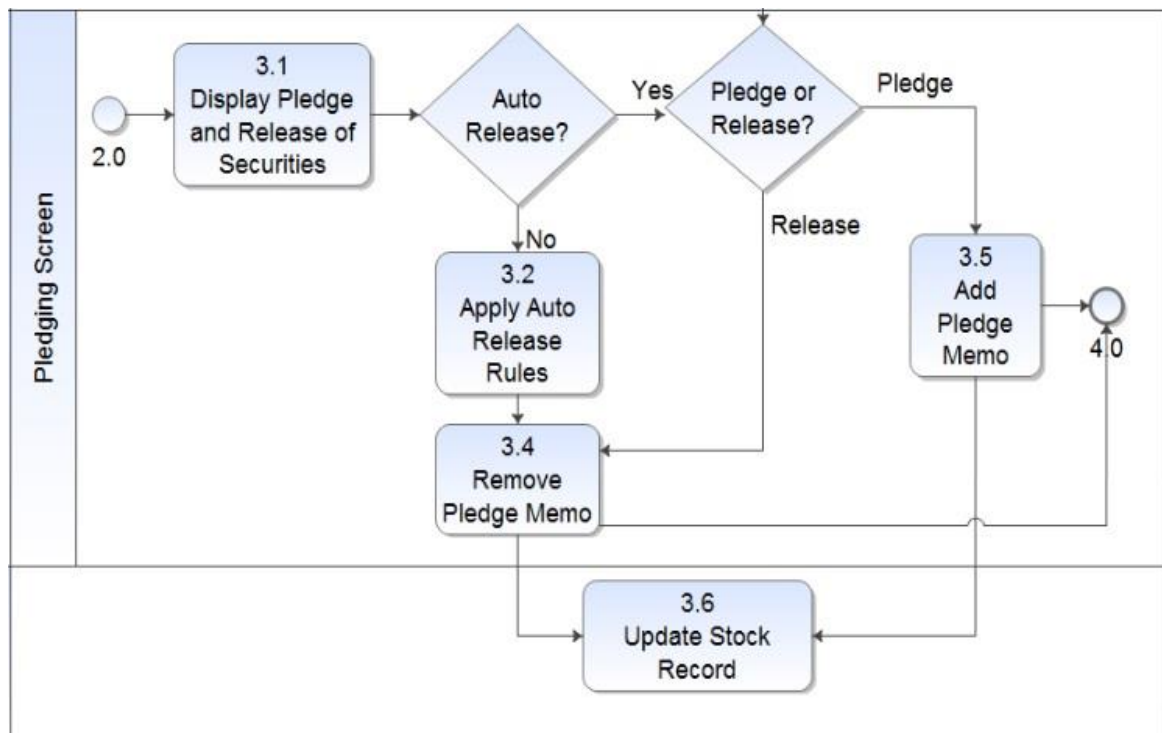 Pledging Screen
2.0
3.1
Display Pledge
and Release of
Securities
Auto
Release?
Yes
Pledge or
Release?
Pledge
No
Release
3.2
Apply Auto
Release
Rules
3.5
Add
Pledge
Memo
4.0
3.4
Remove
Pledge Memo
3.6
Update Stock
Record